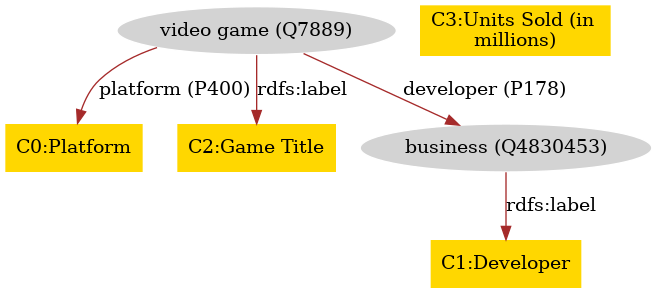 video game (Q7889)
C3:Units Sold (in
millions)
platform (P400)
rdfs:label
developer (P178)
C0:Platform
C2:Game Title
business (Q4830453)
rdfs:label
C1:Developer